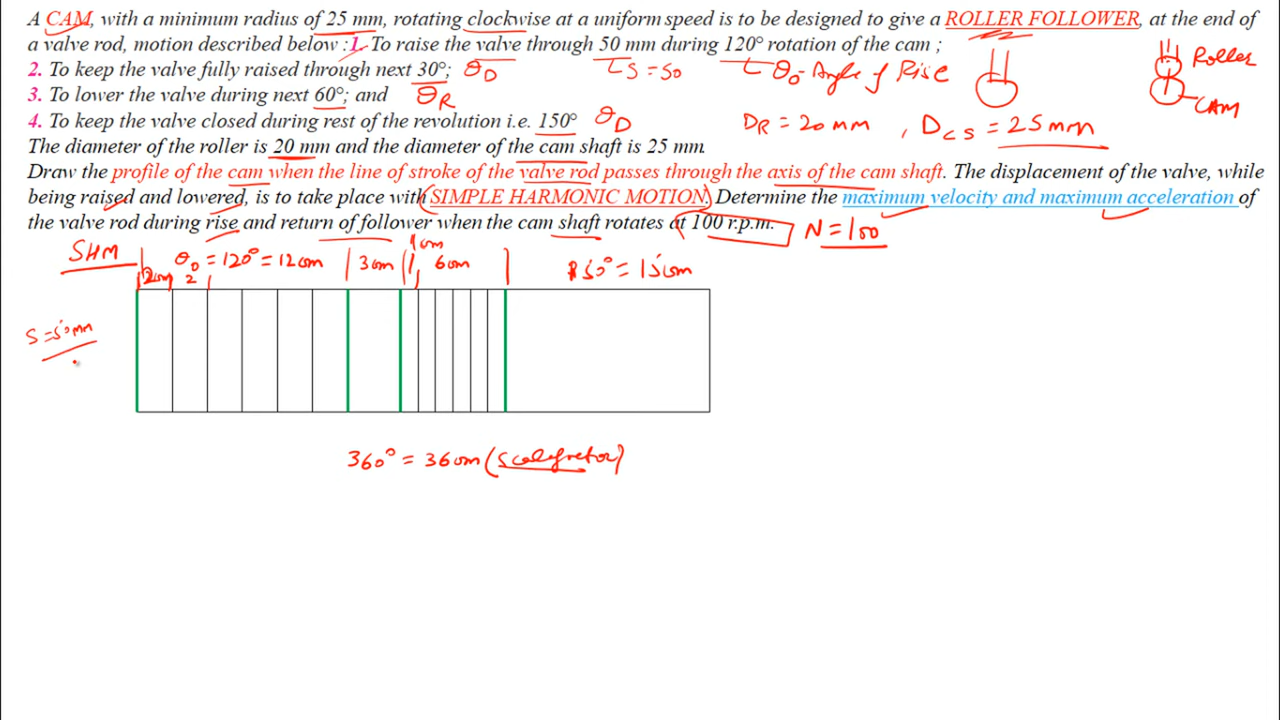 A CAM, with a minimum radius of 25 mm, rotating clockwise at a uniform speed is to be designed to give a ROLLER FOLLOWER, at the end of
a valve rod, motion described below :1. To raise the valve through 50 mm during 120° rotation of the cam ;
2. To keep the valve fully raised through next 30°; θD
S = 50
θo - Angle of Rise
Roller
3. To lower the valve during next 60°; and θR
CAM
4. To keep the valve closed during rest of the revolution i.e. 150° θD
DR = 20 mm , DCS = 25 mm
The diameter of the roller is 20 mm and the diameter of the cam shaft is 25 mm.
Draw the profile of the cam when the line of stroke of the valve rod passes through the axis of the cam shaft. The displacement of the valve, while
being raised and lowered, is to take place with SIMPLE HARMONIC MOTION. Determine the maximum velocity and maximum acceleration of
the valve rod during rise and return of follower when the cam shaft rotates at 100 r.p.m.
N = 100
SHM
θo = 120° = 12cm
3cm
1cm
6cm
150° = 15cm
2cm
2
S = 50mm
360° = 36cm (